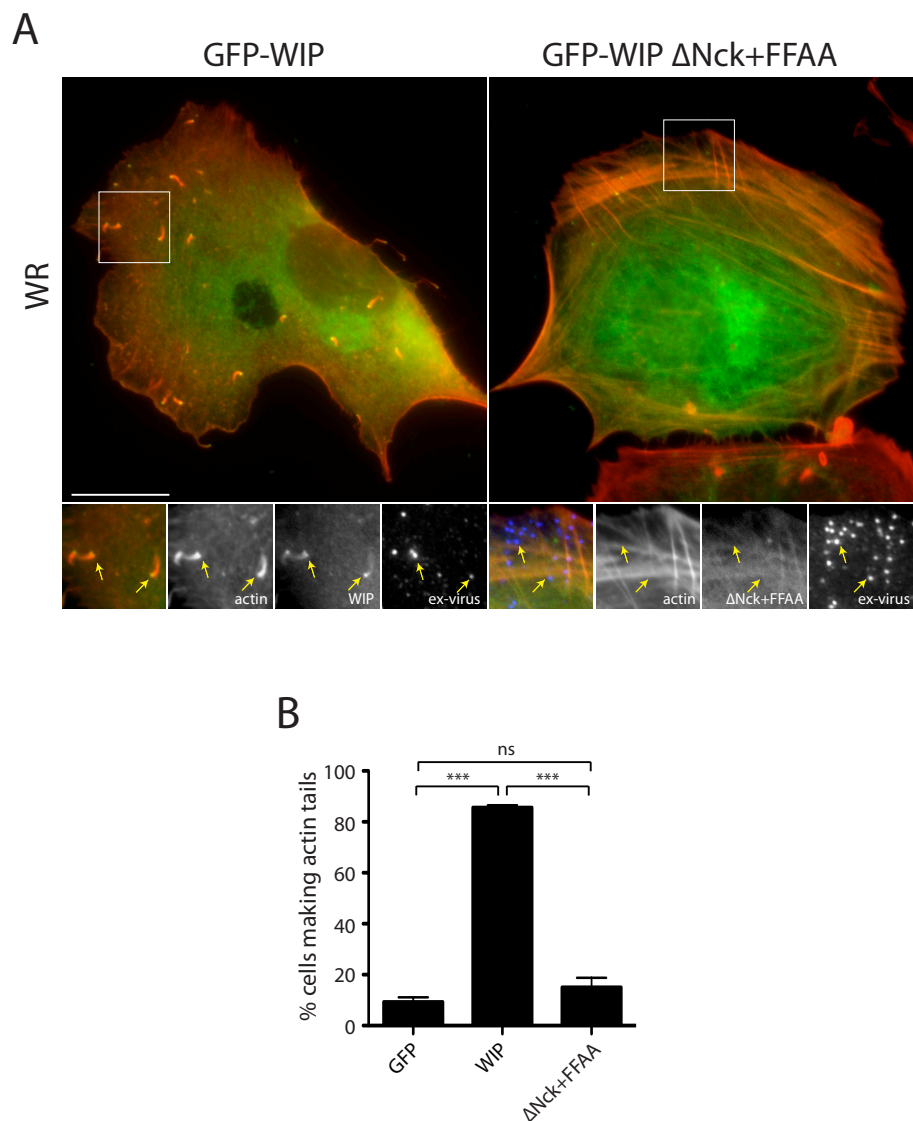 A
GFP-WIP
GFP-WIP ΔNck+FFAA
WR
actin
WIP
ex-virus
actin
ΔNck+FFAA
ex-virus
B
ns
***
***
% cells making actin tails
100
80
60
40
20
0
GFP
WIP
ΔNck+FFAA